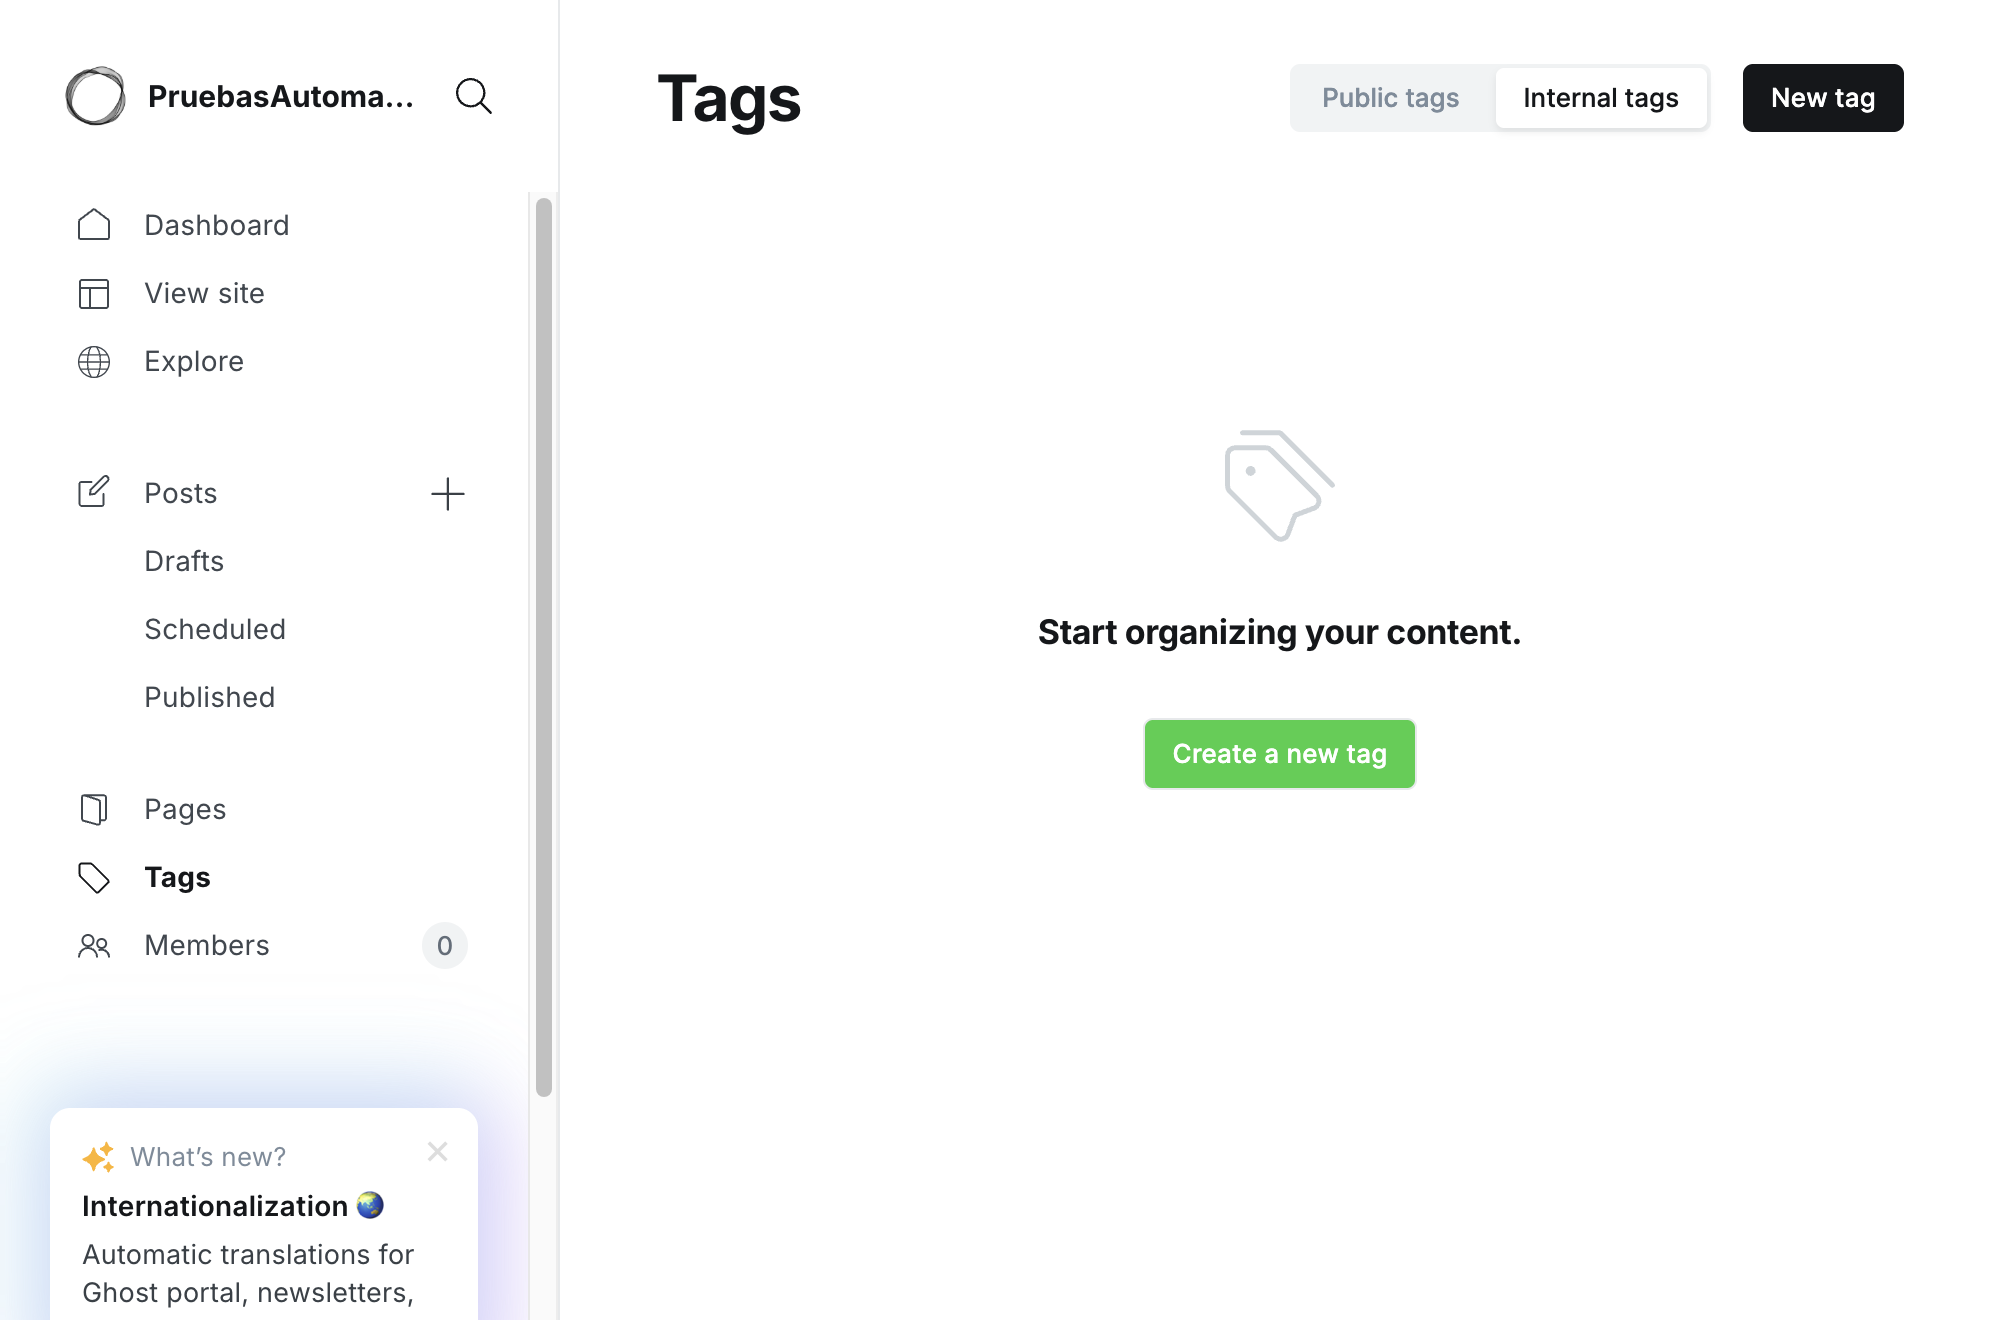 PruebasAutoma...
Dashboard
View site
Explore
Posts
Drafts
Scheduled
Published
Pages
Tags
Members
0
What's new?
Internationalization 🌏
Automatic translations for
Ghost portal, newsletters,
Tags
Public tags
Internal tags
New tag
Start organizing your content.
Create a new tag